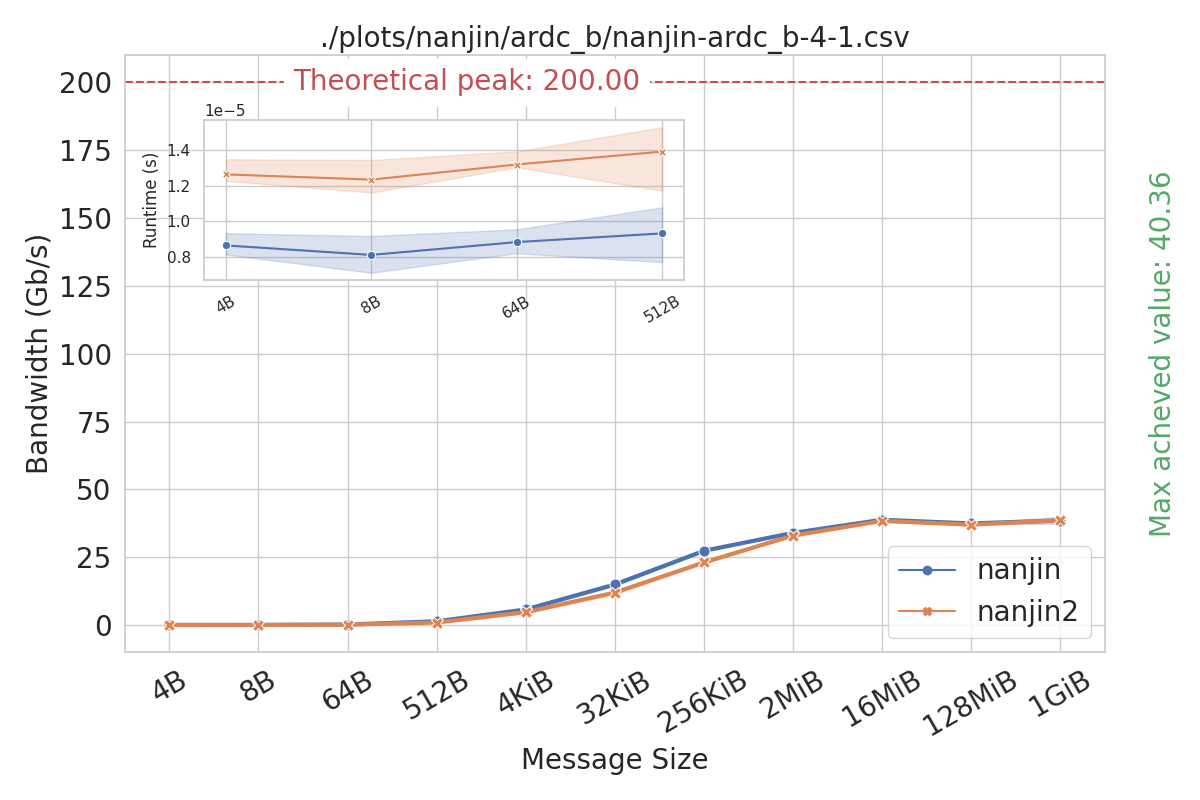 ./plots/nanjin/ardc_b/nanjin-ardc_b-4-1.csv
Theoretical peak: 200.00
200
175
150
125
100
75
50
25
0
Bandwidth (Gb/s)
1e−5
1.4
1.2
1.0
0.8
Runtime (s)
4B
8B
64B
512B
nanjin
nanjin2
4B
8B
64B
512B
4KiB
32KiB
256KiB
2MiB
16MiB
128MiB
1GiB
Message Size
Max acheved value: 40.36